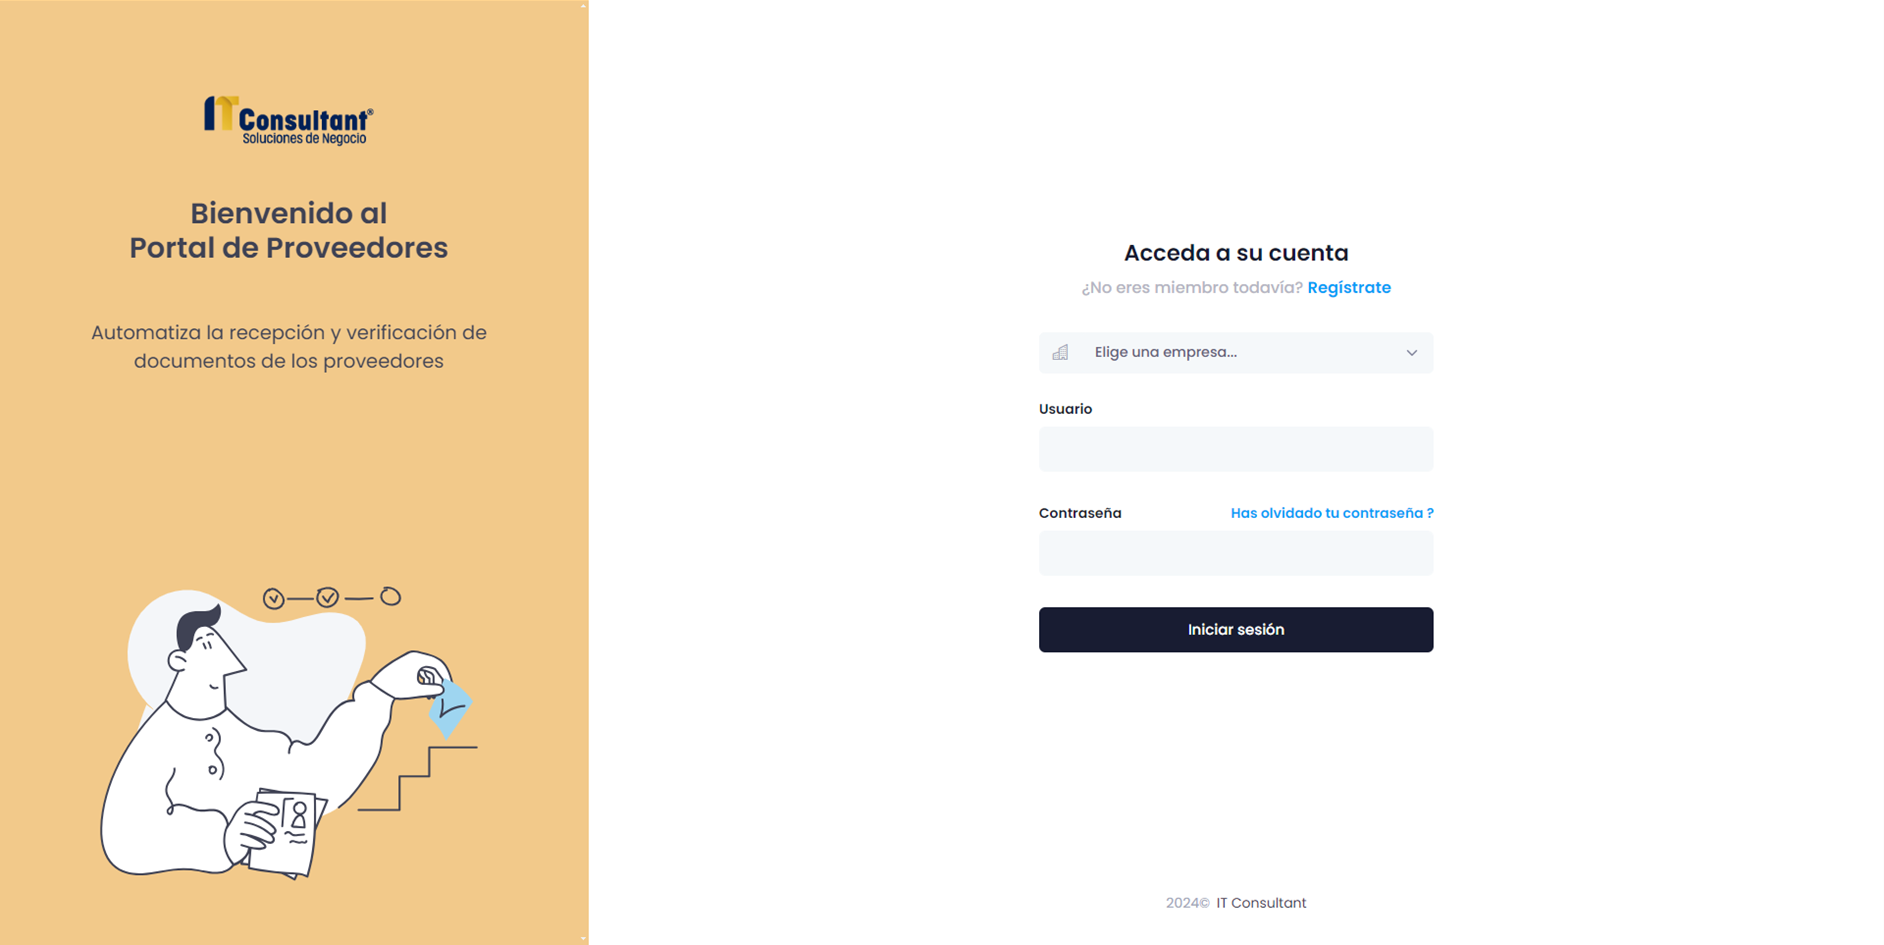 IT Consultant®
Soluciones de Negocio
Bienvenido al
Portal de Proveedores
Automatiza la recepción y verificación de
documentos de los proveedores
Acceda a su cuenta
¿No eres miembro todavía? Regístrate
Elige una empresa...
Usuario
Contraseña Has olvidado tu contraseña ?
Iniciar sesión
2024© IT Consultant